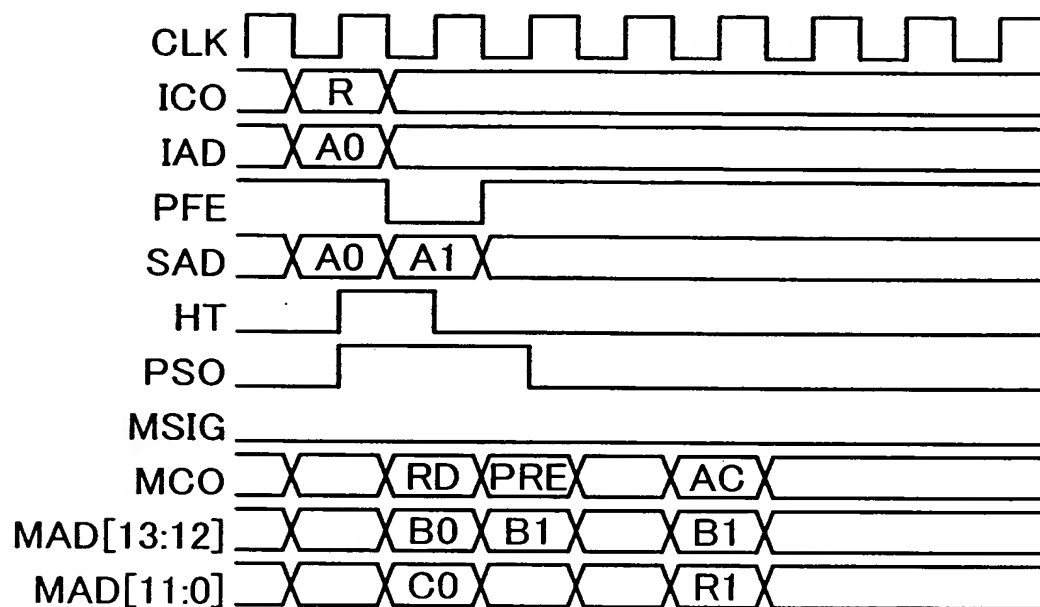 CLK
ICO R
IAD A0
PFE
SAD A0 A1
HT
PSO
MSIG
MCO RD PRE AC
MAD[13:12] B0 B1 B1
MAD[11:0] C0 R1